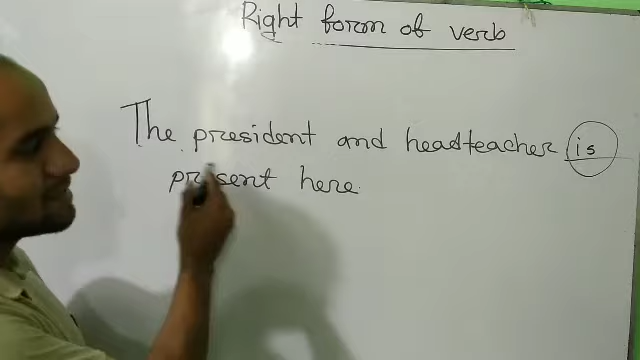 Right form of verb
The president and headteacher is
present here.